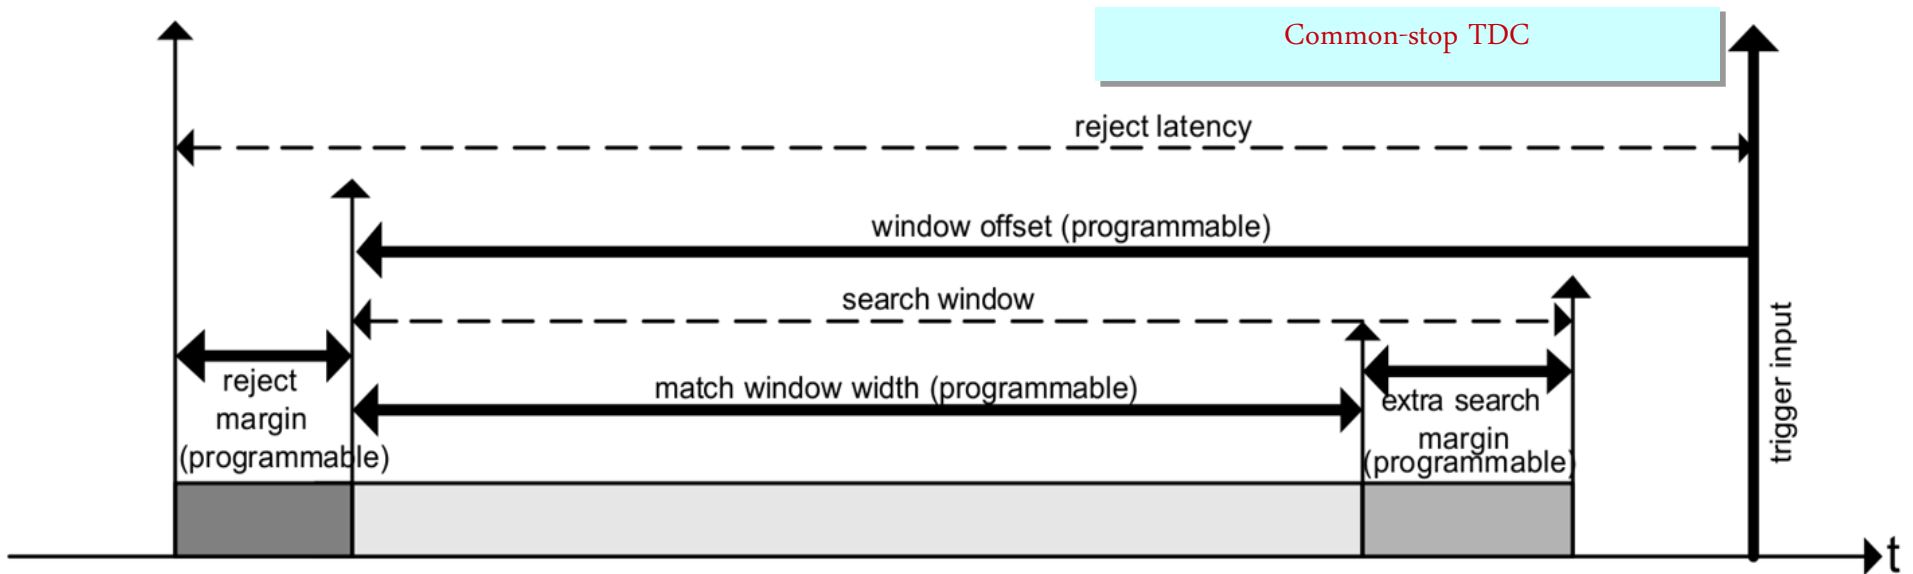 Common-stop TDC
reject latency
window offset (programmable)
search window
reject
margin
(programmable)
match window width (programmable)
extra search
margin
(programmable)
trigger input
t